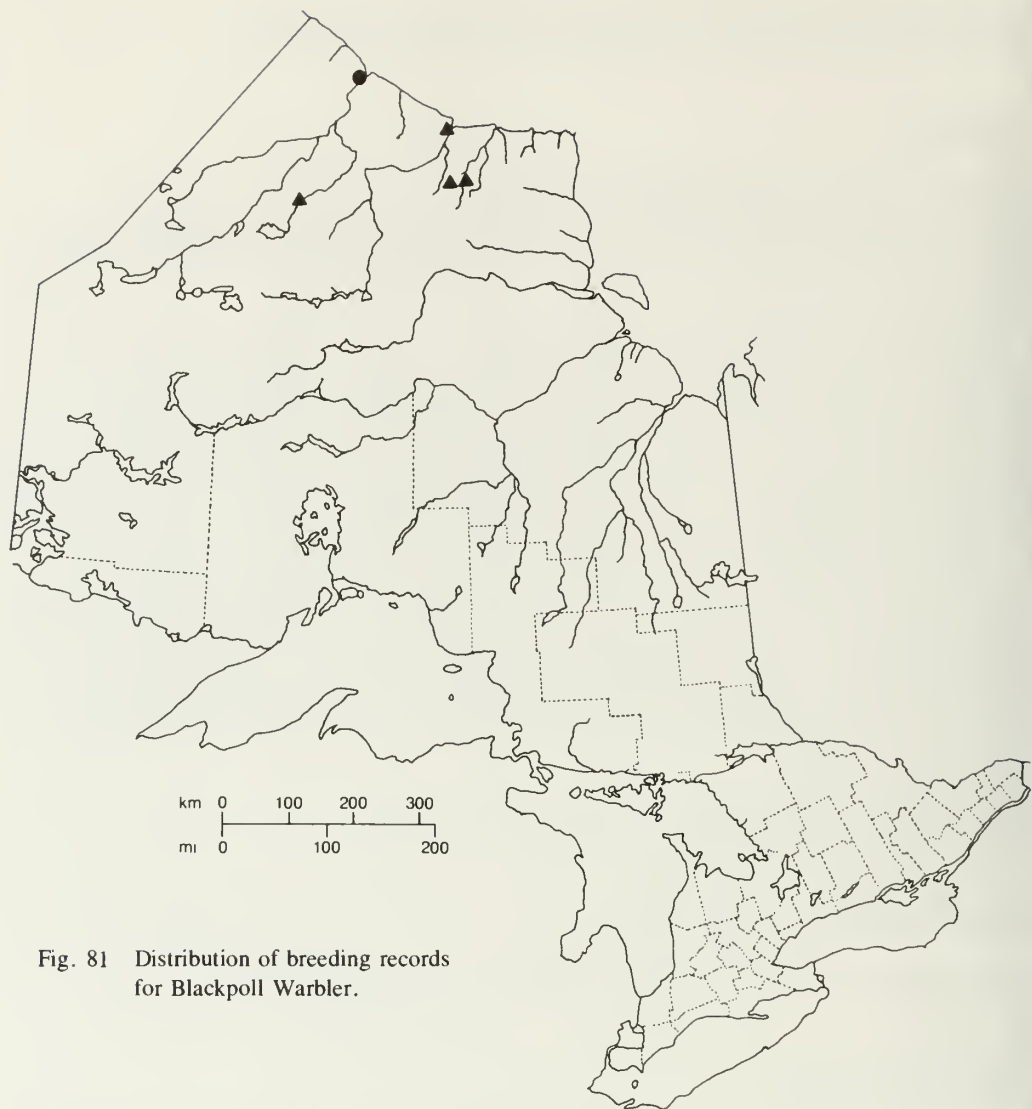 km 0 100 200 300
mi 0 100 200
Fig. 81 Distribution of breeding records
for Blackpoll Warbler.